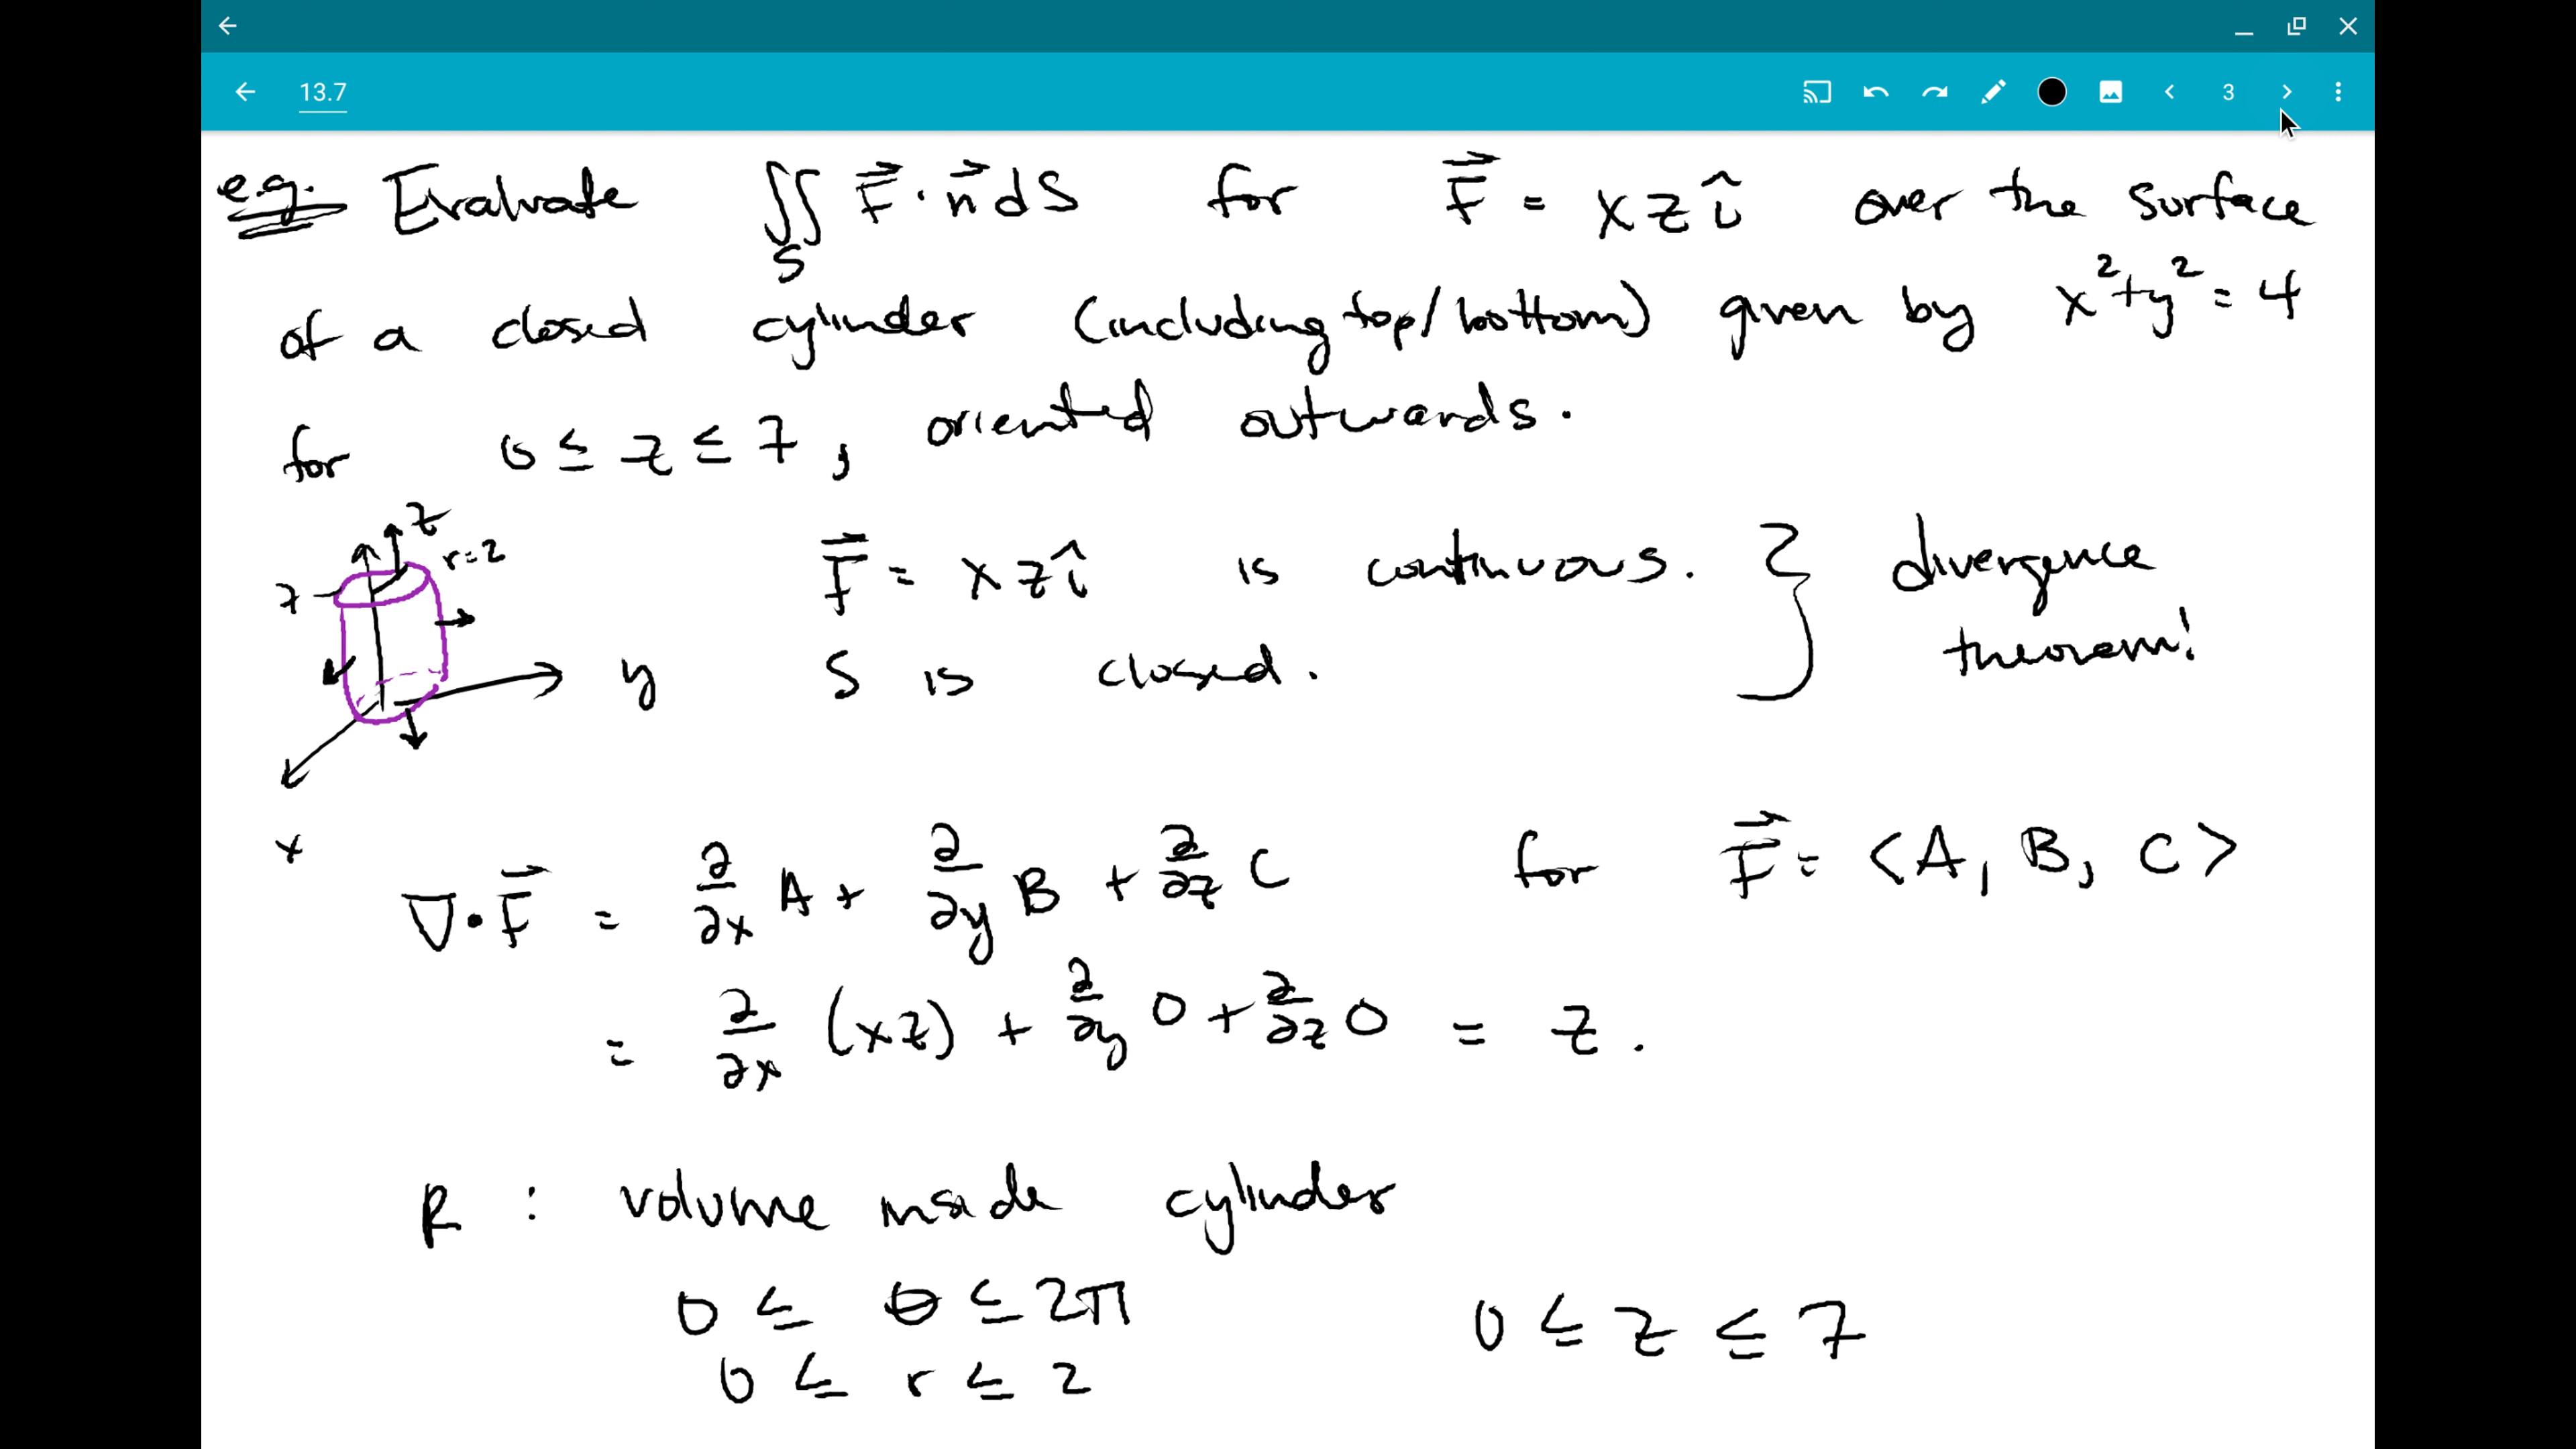 13.7
3
e.g. Evaluate ∬_S F⃗ · n⃗ dS for F⃗ = xz î over the surface
of a closed cylinder (including top/bottom) given by x² + y² = 4
for 0 ≤ z ≤ 7, oriented outwards.
z
r=2
7
y
x
F⃗ = xz î is continuous. } divergence
S is closed. theorem!
∇ · F⃗ = ∂/∂x A + ∂/∂y B + ∂/∂z C for F⃗ = <A, B, C>
= ∂/∂x (xz) + ∂/∂y 0 + ∂/∂z 0 = z.
R : volume inside cylinder
0 ≤ θ ≤ 2π 0 ≤ z ≤ 7
0 ≤ r ≤ 2